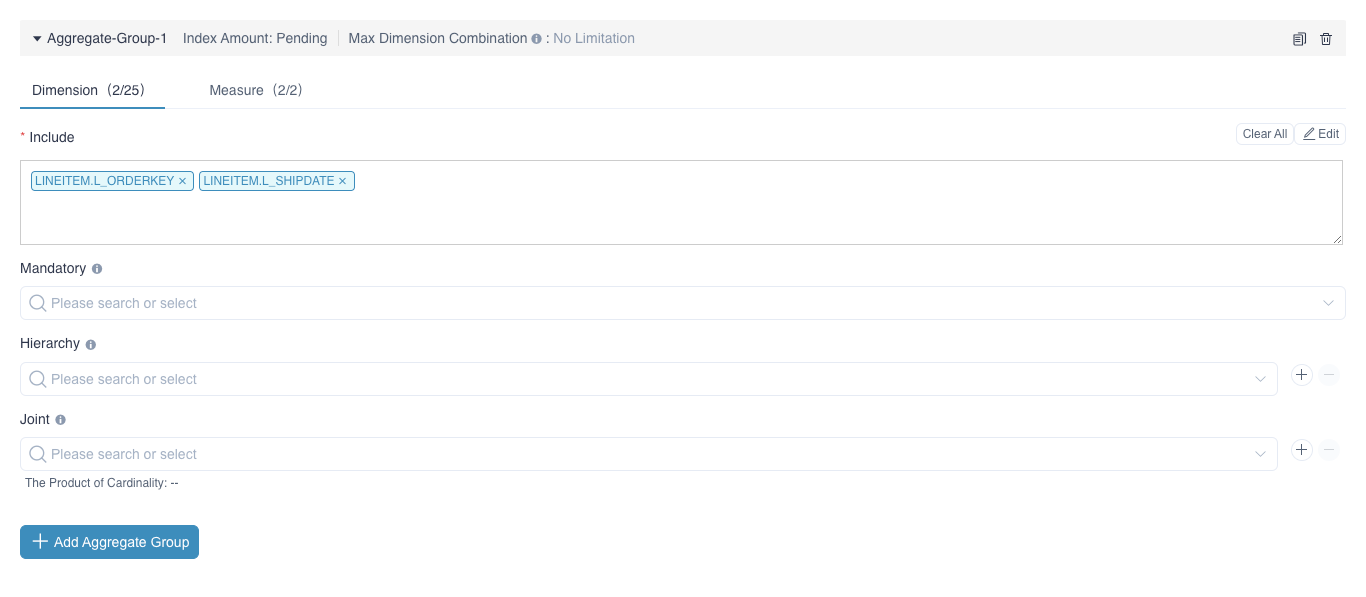 Aggregate-Group-1 Index Amount: Pending Max Dimension Combination : No Limitation
Dimension (2/25) Measure (2/2)
* Include Clear All Edit
LINEITEM.L_ORDERKEY × LINEITEM.L_SHIPDATE ×
Mandatory
Please search or select
Hierarchy
Please search or select
Joint
Please search or select
The Product of Cardinality: --
Add Aggregate Group